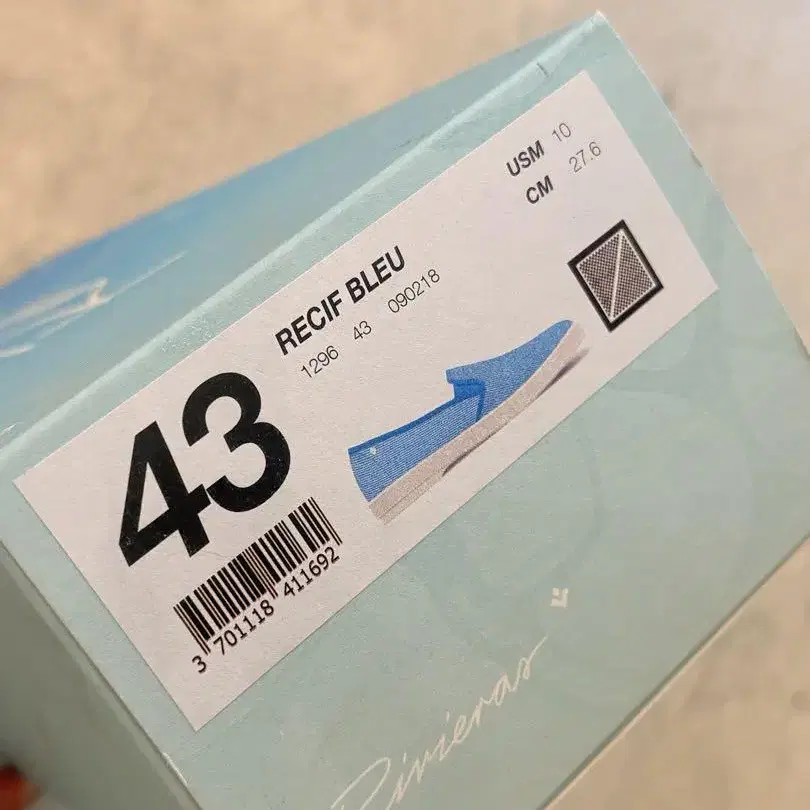 USM 10
CM 27.6
RECIF BLEU
1296 43 090218
43
3 701118 411692
Rivieras